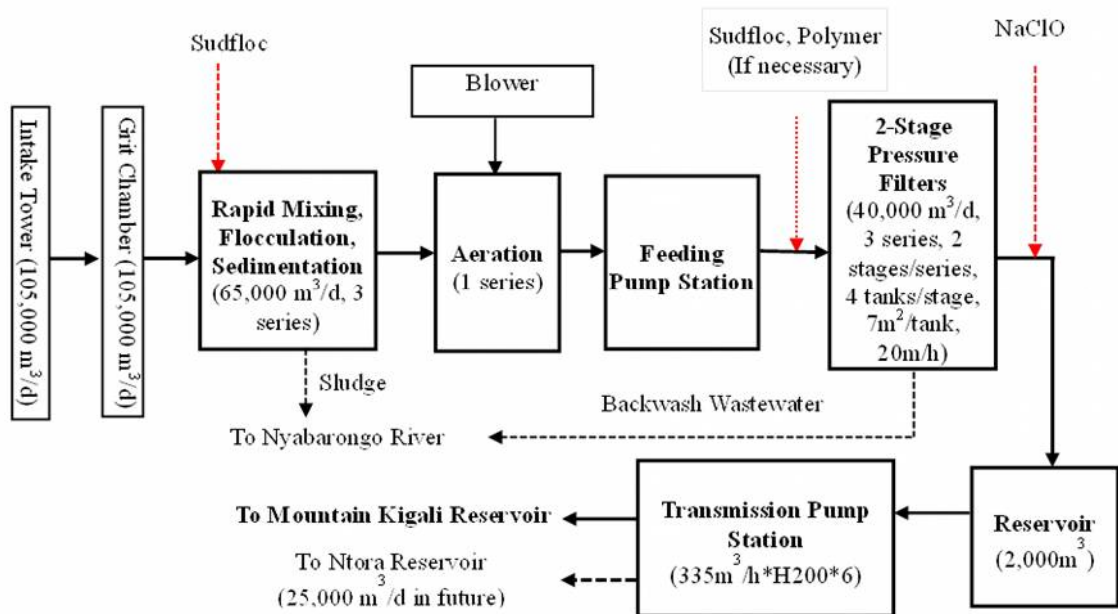 Sudfloc
Sudfloc, Polymer
(If necessary)
NaClO
Blower
Intake Tower (105,000 m³/d)
Grit Chamber (105,000 m³/d)
Rapid Mixing,
Flocculation,
Sedimentation
(65,000 m³/d, 3
series)
Aeration
(1 series)
Feeding
Pump Station
2-Stage
Pressure
Filters
(40,000 m³/d,
3 series, 2
stages/series,
4 tanks/stage,
7m²/tank,
20m/h)
Sludge
Backwash Wastewater
To Nyabarongo River
To Mountain Kigali Reservoir
To Ntora Reservoir
(25,000 m³/d in future)
Transmission Pump
Station
(335m³/h*H200*6)
Reservoir
(2,000m³)